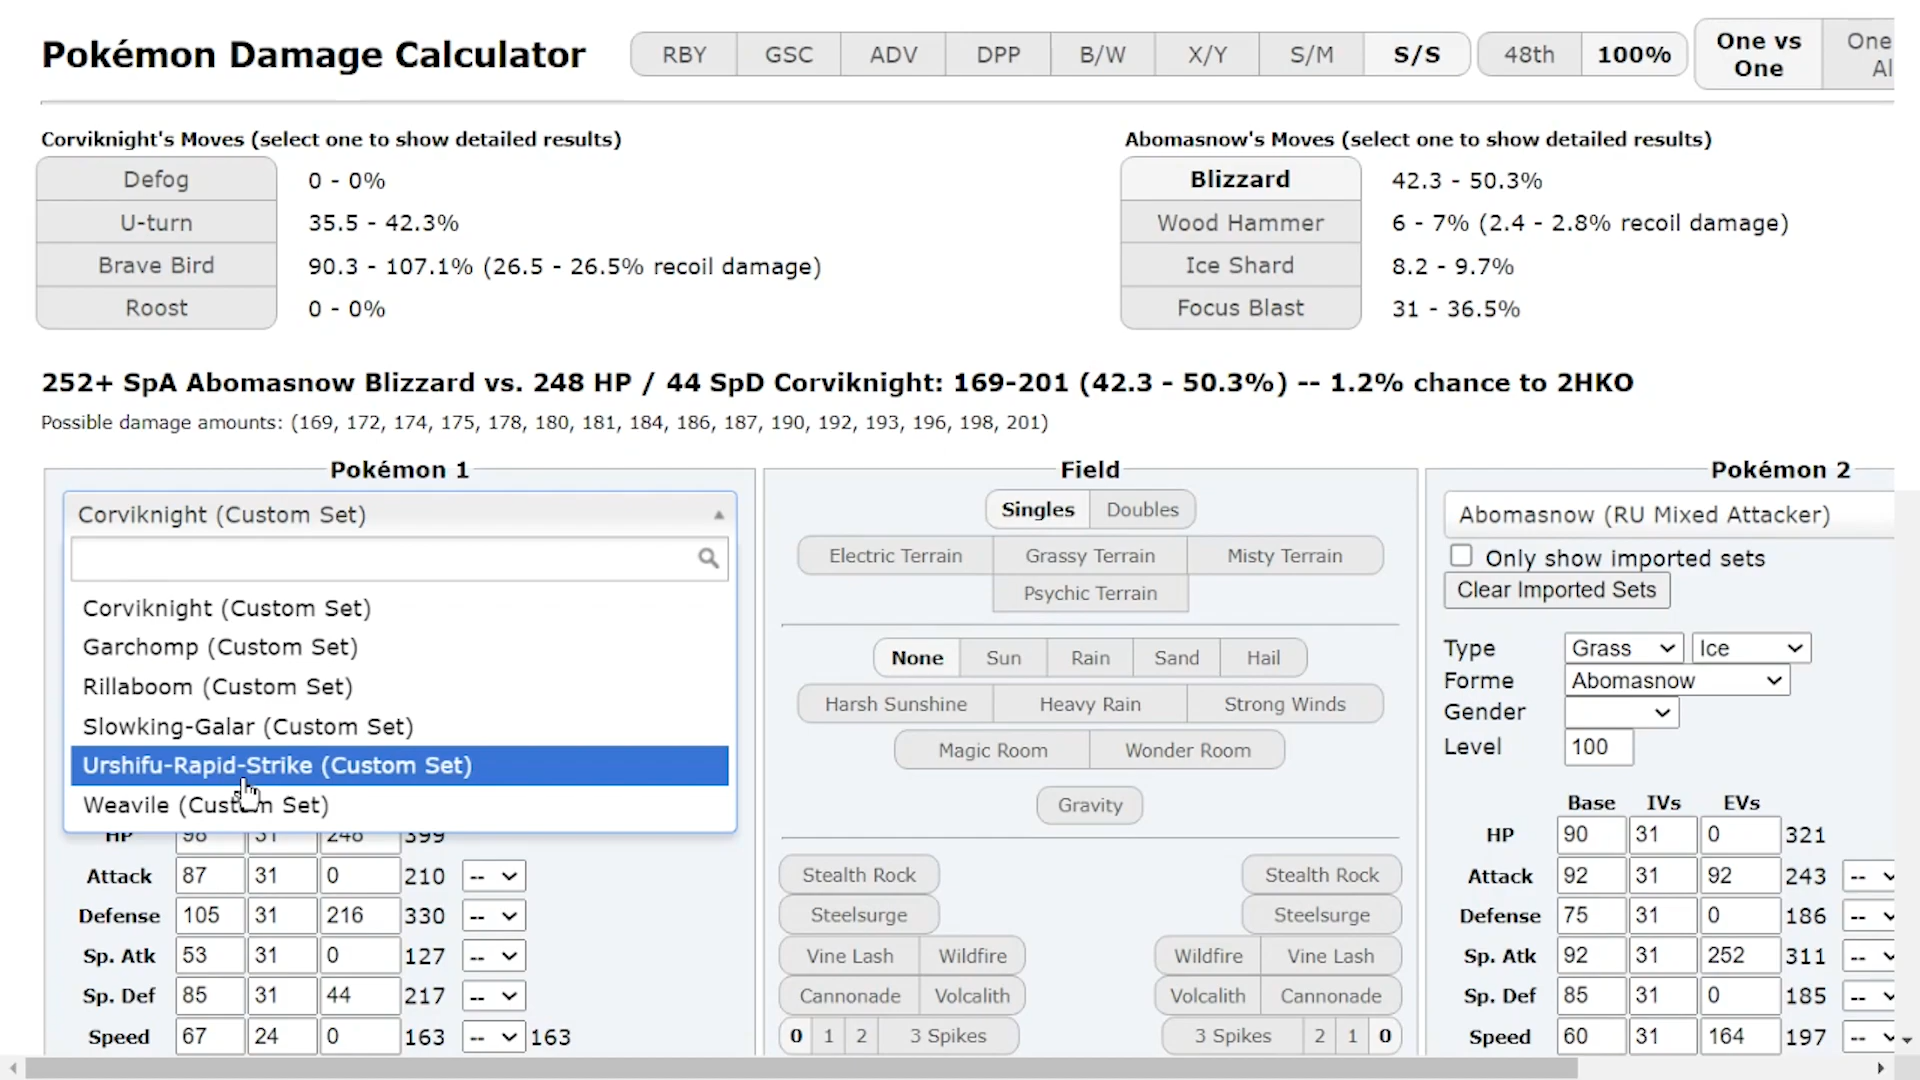 Pokémon Damage Calculator RBY GSC ADV DPP B/W X/Y S/M S/S 48th 100% One vs One One Al
Corviknight's Moves (select one to show detailed results)
Defog 0 - 0%
U-turn 35.5 - 42.3%
Brave Bird 90.3 - 107.1% (26.5 - 26.5% recoil damage)
Roost 0 - 0%
Abomasnow's Moves (select one to show detailed results)
Blizzard 42.3 - 50.3%
Wood Hammer 6 - 7% (2.4 - 2.8% recoil damage)
Ice Shard 8.2 - 9.7%
Focus Blast 31 - 36.5%
252+ SpA Abomasnow Blizzard vs. 248 HP / 44 SpD Corviknight: 169-201 (42.3 - 50.3%) -- 1.2% chance to 2HKO
Possible damage amounts: (169, 172, 174, 175, 178, 180, 181, 184, 186, 187, 190, 192, 193, 196, 198, 201)
Pokémon 1
Corviknight (Custom Set)
Corviknight (Custom Set)
Garchomp (Custom Set)
Rillaboom (Custom Set)
Slowking-Galar (Custom Set)
Urshifu-Rapid-Strike (Custom Set)
Weavile (Custom Set)
HP 98 31 248 399
Attack 87 31 0 210 --
Defense 105 31 216 330 --
Sp. Atk 53 31 0 127 --
Sp. Def 85 31 44 217 --
Speed 67 24 0 163 -- 163
Field
Singles Doubles
Electric Terrain Grassy Terrain Misty Terrain
Psychic Terrain
None Sun Rain Sand Hail
Harsh Sunshine Heavy Rain Strong Winds
Magic Room Wonder Room
Gravity
Stealth Rock Stealth Rock
Steelsurge Steelsurge
Vine Lash Wildfire Wildfire Vine Lash
Cannonade Volcalith Volcalith Cannonade
0 1 2 3 Spikes 3 Spikes 2 1 0
Pokémon 2
Abomasnow (RU Mixed Attacker)
Only show imported sets
Clear Imported Sets
Type Grass Ice
Forme Abomasnow
Gender
Level 100
Base IVs EVs
HP 90 31 0 321
Attack 92 31 92 243 --
Defense 75 31 0 186 --
Sp. Atk 92 31 252 311 --
Sp. Def 85 31 0 185 --
Speed 60 31 164 197 --